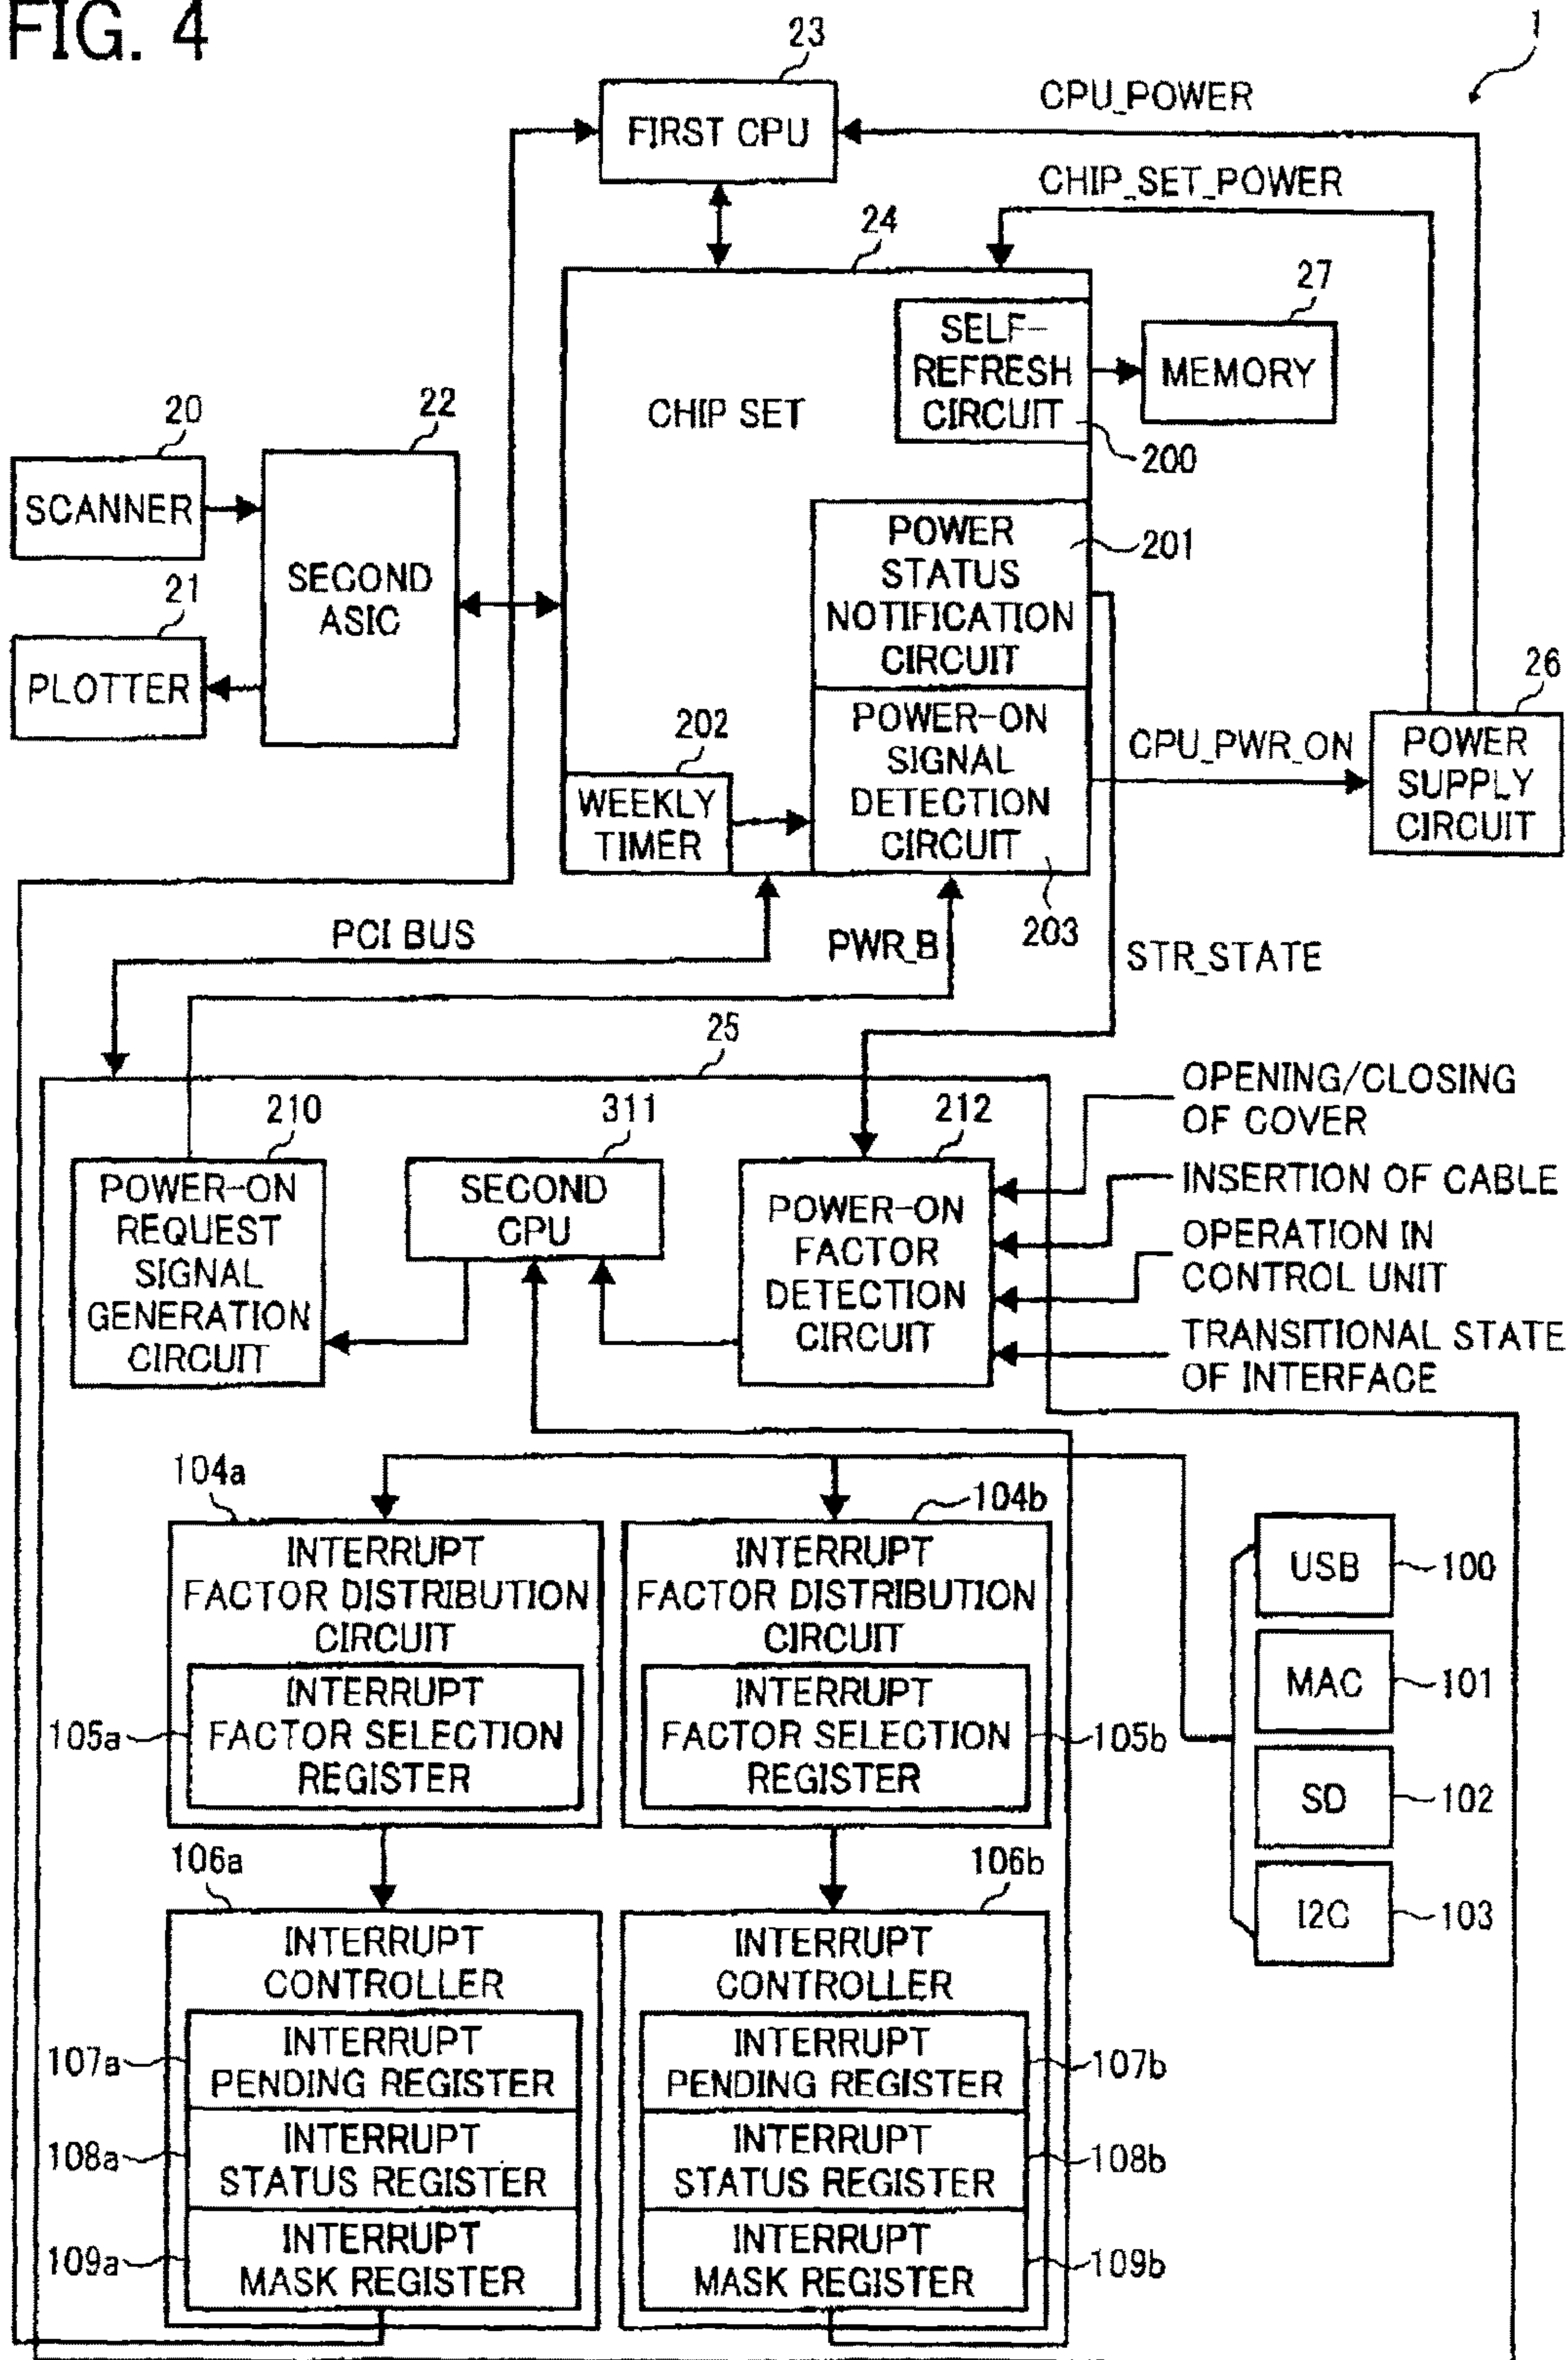 FIG. 4
1
23
FIRST CPU
CPU_POWER
CHIP_SET_POWER
24
CHIP SET
SELF-
REFRESH
CIRCUIT
200
27
MEMORY
20
SCANNER
21
PLOTTER
22
SECOND
ASIC
POWER
STATUS
NOTIFICATION
CIRCUIT
201
202
WEEKLY
TIMER
POWER-ON
SIGNAL
DETECTION
CIRCUIT
203
CPU_PWR_ON
26
POWER
SUPPLY
CIRCUIT
PCI BUS
PWR_B
STR_STATE
25
210
POWER-ON
REQUEST
SIGNAL
GENERATION
CIRCUIT
311
SECOND
CPU
212
POWER-ON
FACTOR
DETECTION
CIRCUIT
OPENING/CLOSING
OF COVER
INSERTION OF CABLE
OPERATION IN
CONTROL UNIT
TRANSITIONAL STATE
OF INTERFACE
104a
INTERRUPT
FACTOR DISTRIBUTION
CIRCUIT
105a
INTERRUPT
FACTOR SELECTION
REGISTER
104b
INTERRUPT
FACTOR DISTRIBUTION
CIRCUIT
INTERRUPT
FACTOR SELECTION
REGISTER
105b
USB
100
MAC
101
SD
102
I2C
103
106a
INTERRUPT
CONTROLLER
107a
INTERRUPT
PENDING REGISTER
108a
INTERRUPT
STATUS REGISTER
109a
INTERRUPT
MASK REGISTER
106b
INTERRUPT
CONTROLLER
INTERRUPT
PENDING REGISTER
107b
INTERRUPT
STATUS REGISTER
108b
INTERRUPT
MASK REGISTER
109b